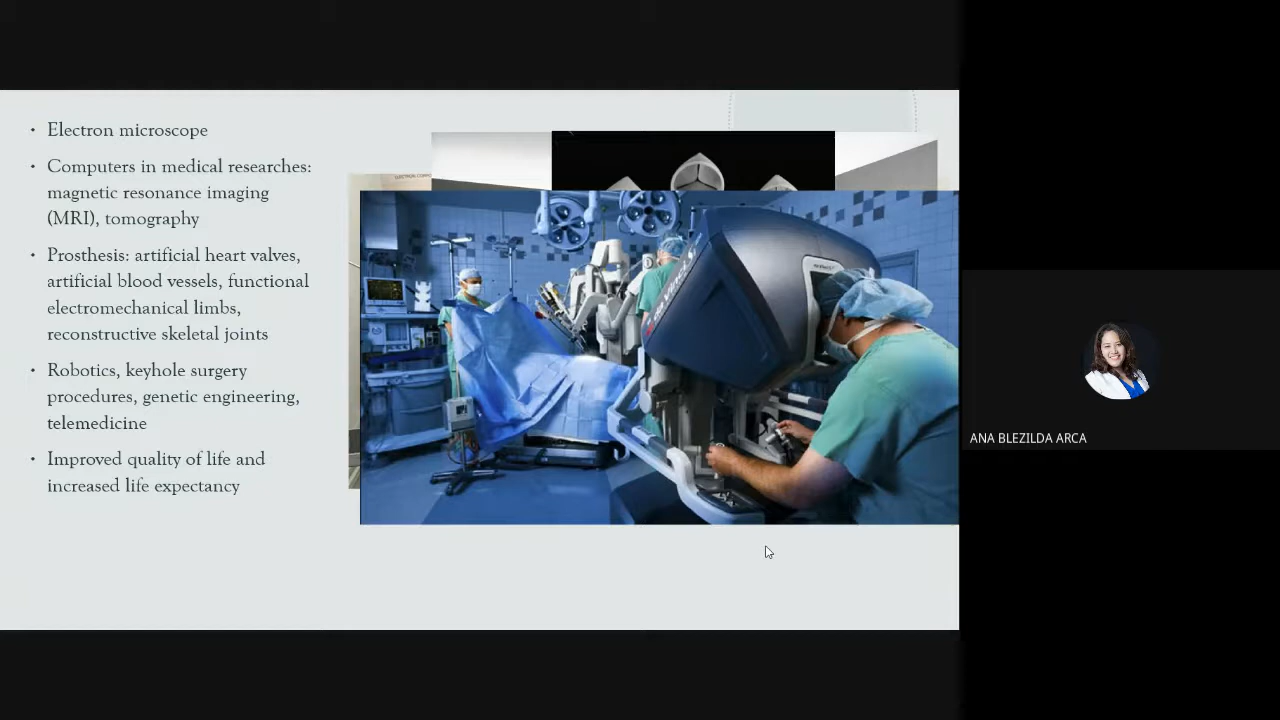 • Electron microscope
• Computers in medical researches:
magnetic resonance imaging
(MRI), tomography
• Prosthesis: artificial heart valves,
artificial blood vessels, functional
electromechanical limbs,
reconstructive skeletal joints
• Robotics, keyhole surgery
procedures, genetic engineering,
telemedicine
• Improved quality of life and
increased life expectancy
ANA BLEZILDA ARCA